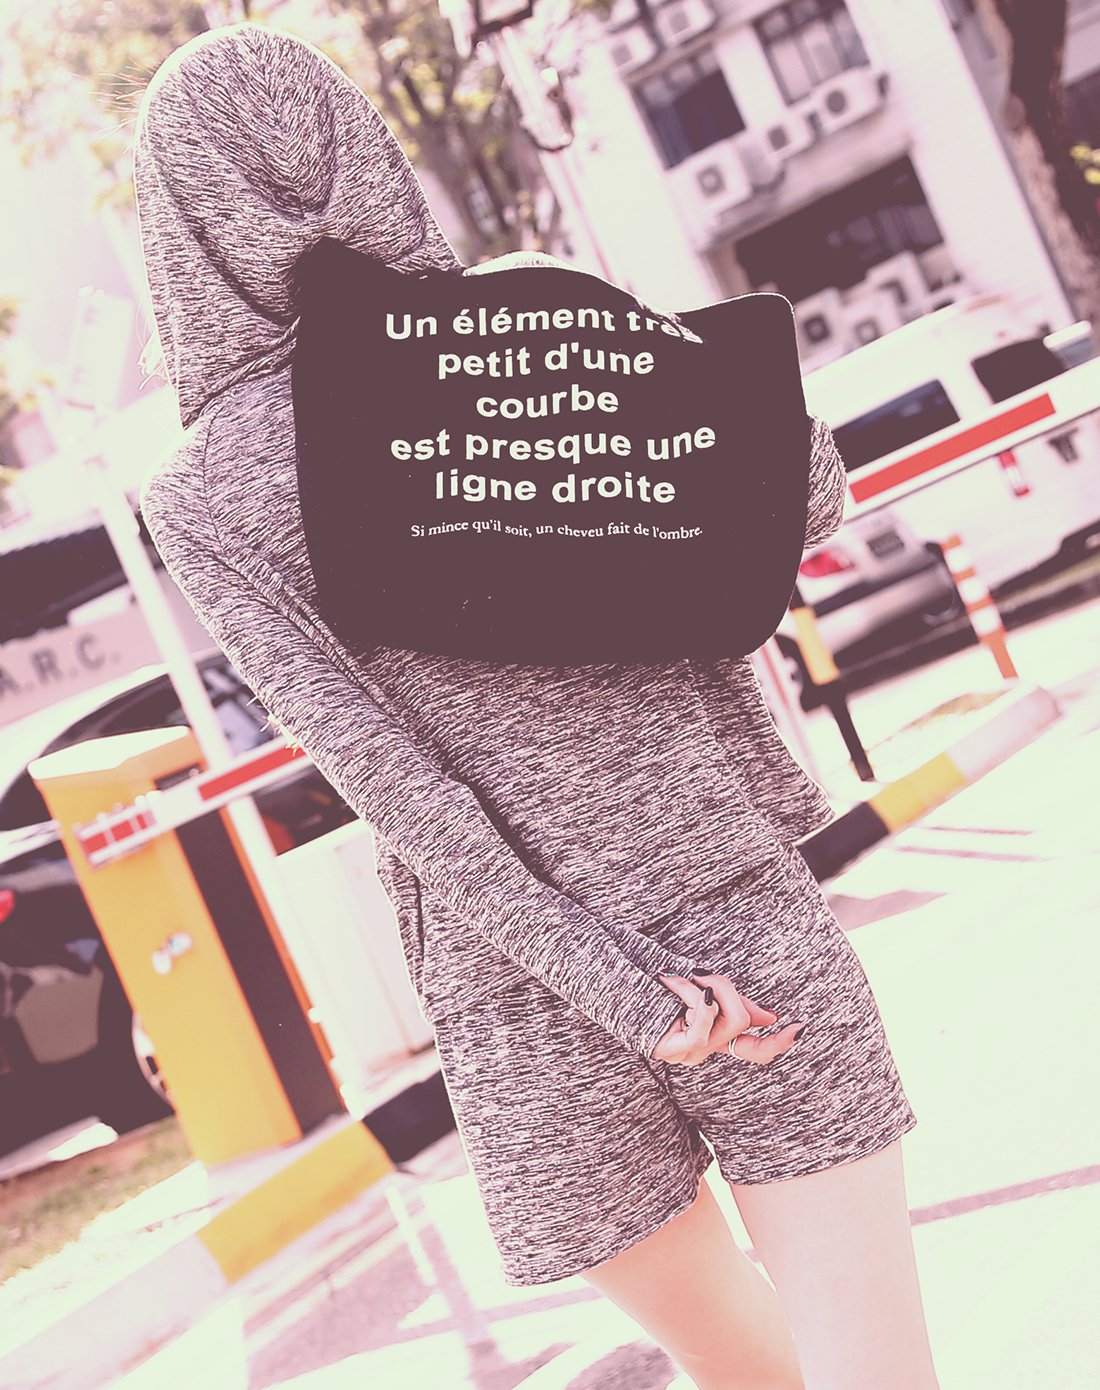 Un élément très
petit d'une
courbe
est presque une
ligne droite
Si mince qu'il soit, un cheveu fait de l'ombre.
A.R.C.